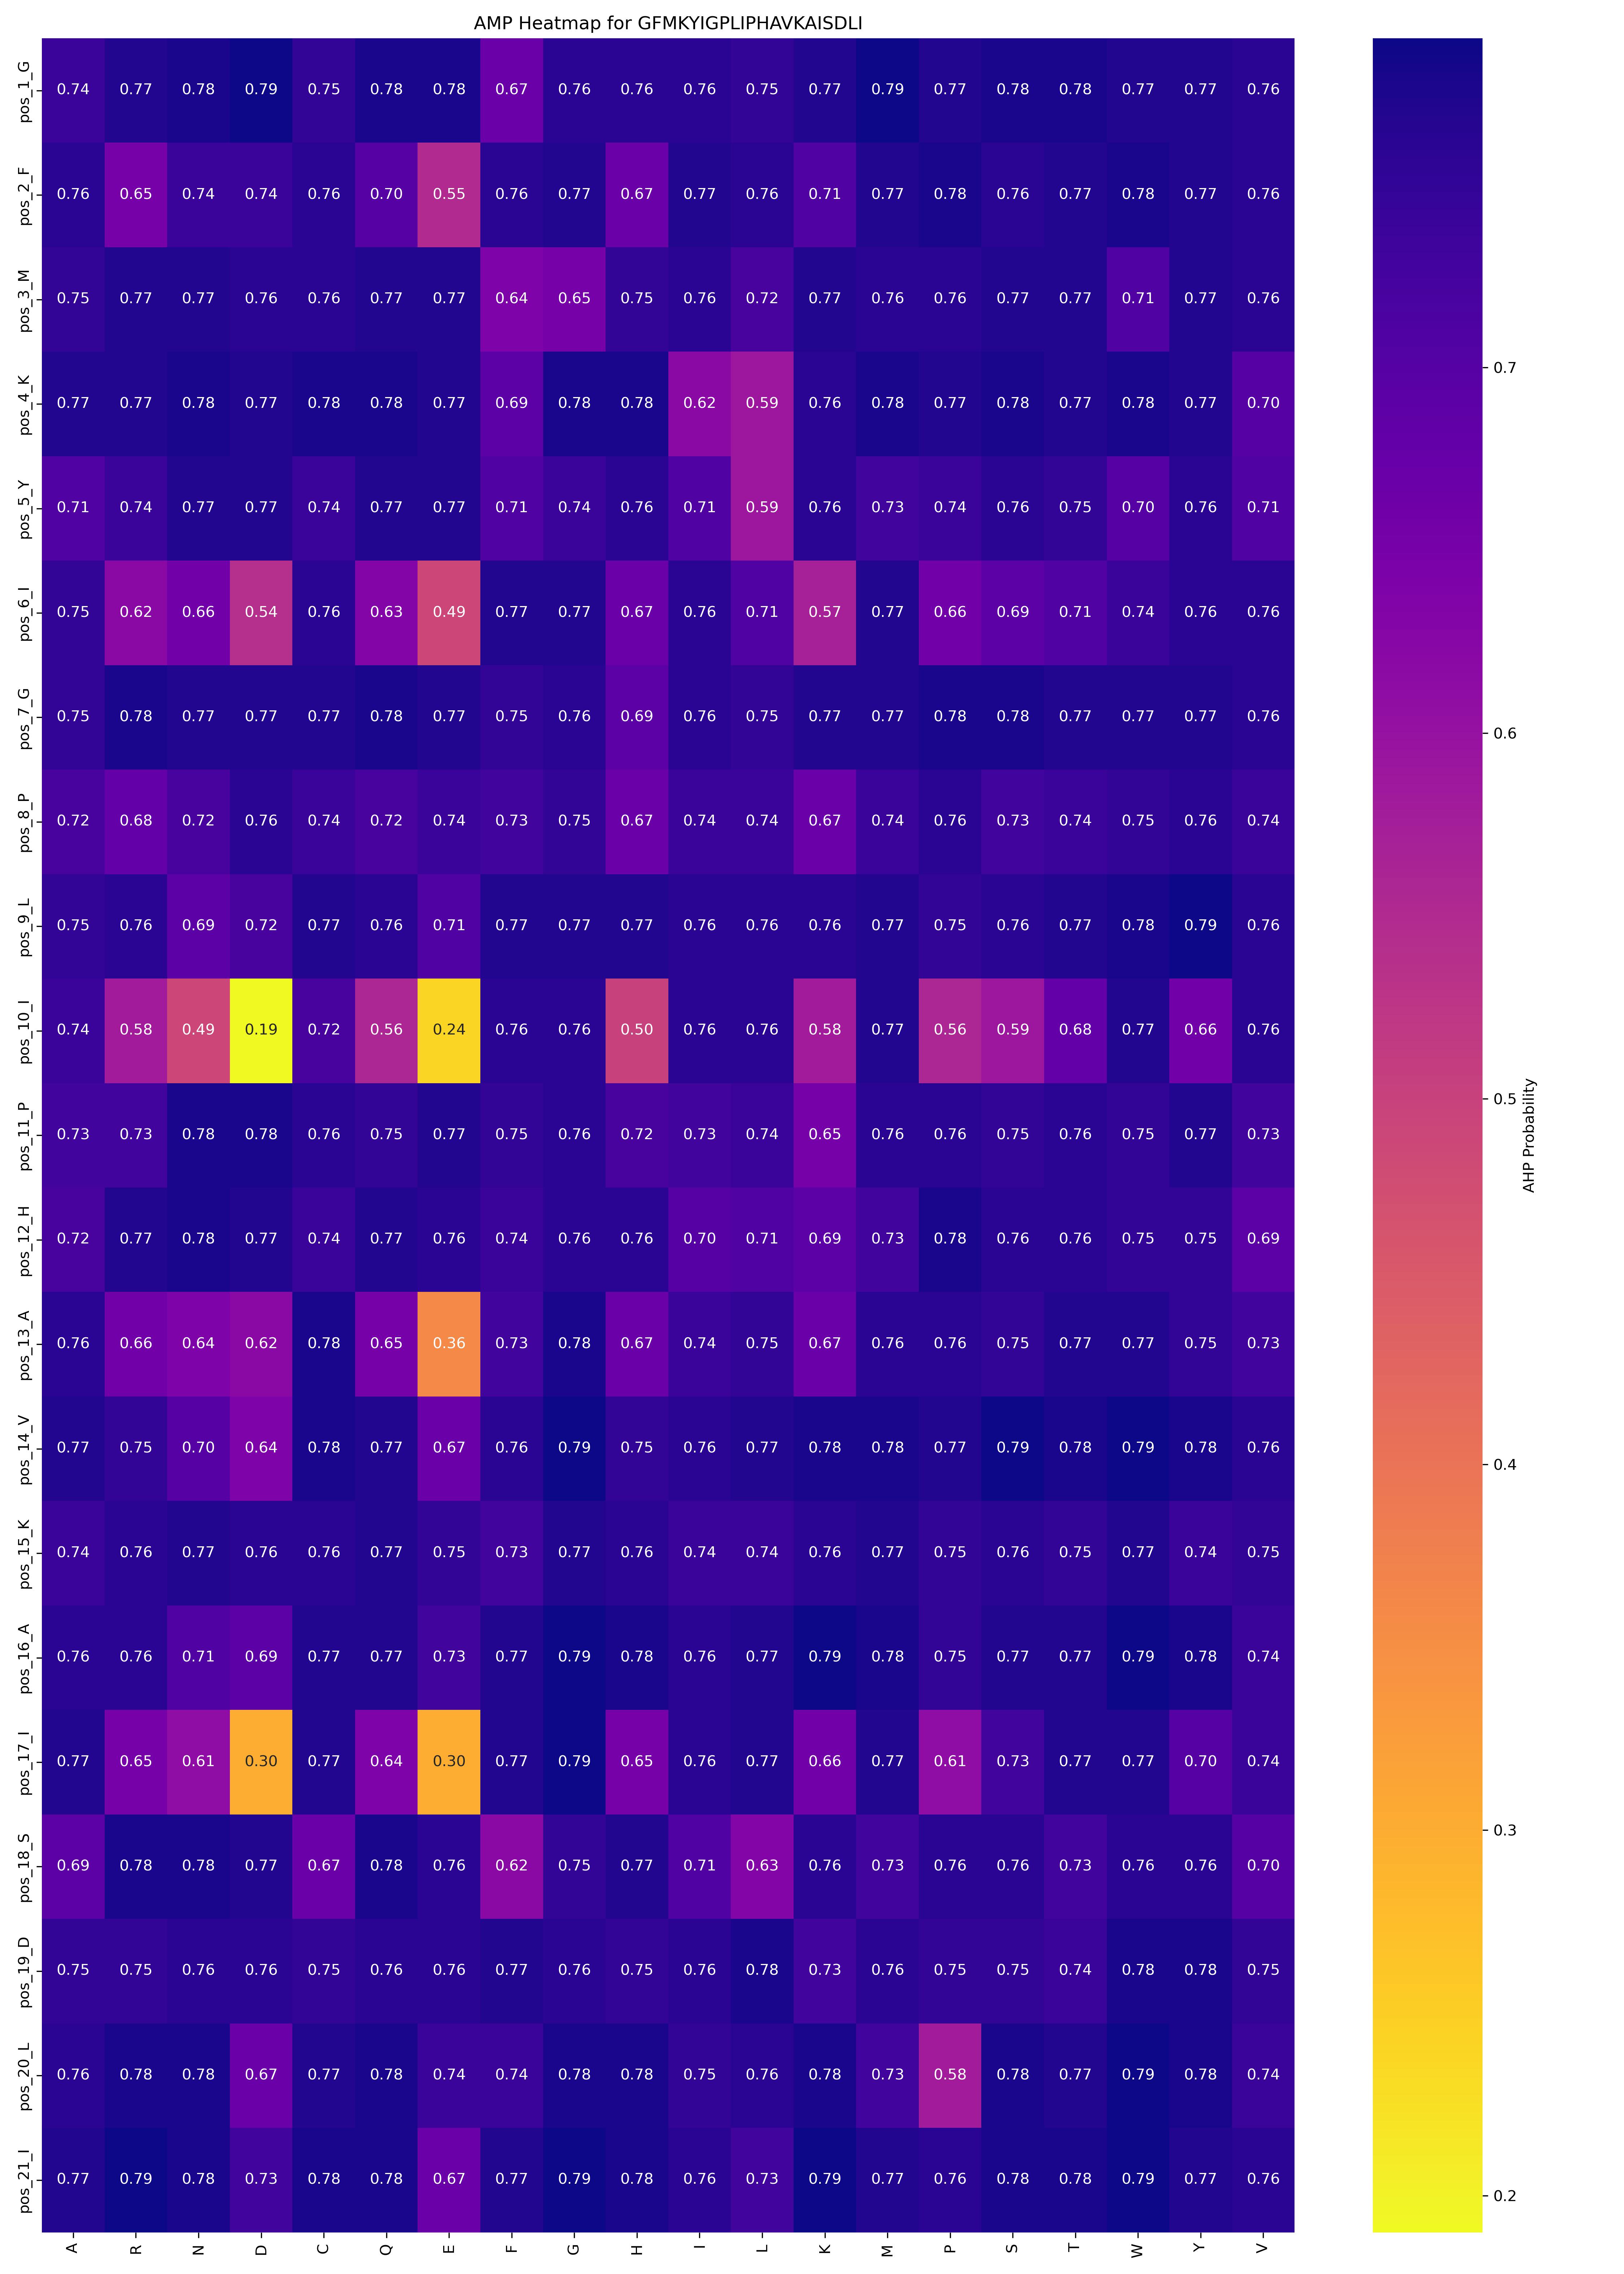 AMP Heatmap for GFMKYIGPLIPHAVKAISDLI
pos_1_G 0.74 0.77 0.78 0.79 0.75 0.78 0.78 0.67 0.76 0.76 0.76 0.75 0.77 0.79 0.77 0.78 0.78 0.77 0.77 0.76
pos_2_F 0.76 0.65 0.74 0.74 0.76 0.70 0.55 0.76 0.77 0.67 0.77 0.76 0.71 0.77 0.78 0.76 0.77 0.78 0.77 0.76
pos_3_M 0.75 0.77 0.77 0.76 0.76 0.77 0.77 0.64 0.65 0.75 0.76 0.72 0.77 0.76 0.76 0.77 0.77 0.71 0.77 0.76
pos_4_K 0.77 0.77 0.78 0.77 0.78 0.78 0.77 0.69 0.78 0.78 0.62 0.59 0.76 0.78 0.77 0.78 0.77 0.78 0.77 0.70
pos_5_Y 0.71 0.74 0.77 0.77 0.74 0.77 0.77 0.71 0.74 0.76 0.71 0.59 0.76 0.73 0.74 0.76 0.75 0.70 0.76 0.71
pos_6_I 0.75 0.62 0.66 0.54 0.76 0.63 0.49 0.77 0.77 0.67 0.76 0.71 0.57 0.77 0.66 0.69 0.71 0.74 0.76 0.76
pos_7_G 0.75 0.78 0.77 0.77 0.77 0.78 0.77 0.75 0.76 0.69 0.76 0.75 0.77 0.77 0.78 0.78 0.77 0.77 0.77 0.76
pos_8_P 0.72 0.68 0.72 0.76 0.74 0.72 0.74 0.73 0.75 0.67 0.74 0.74 0.67 0.74 0.76 0.73 0.74 0.75 0.76 0.74
pos_9_L 0.75 0.76 0.69 0.72 0.77 0.76 0.71 0.77 0.77 0.77 0.76 0.76 0.76 0.77 0.75 0.76 0.77 0.78 0.79 0.76
pos_10_I 0.74 0.58 0.49 0.19 0.72 0.56 0.24 0.76 0.76 0.50 0.76 0.76 0.58 0.77 0.56 0.59 0.68 0.77 0.66 0.76
pos_11_P 0.73 0.73 0.78 0.78 0.76 0.75 0.77 0.75 0.76 0.72 0.73 0.74 0.65 0.76 0.76 0.75 0.76 0.75 0.77 0.73
pos_12_H 0.72 0.77 0.78 0.77 0.74 0.77 0.76 0.74 0.76 0.76 0.70 0.71 0.69 0.73 0.78 0.76 0.76 0.75 0.75 0.69
pos_13_A 0.76 0.66 0.64 0.62 0.78 0.65 0.36 0.73 0.78 0.67 0.74 0.75 0.67 0.76 0.76 0.75 0.77 0.77 0.75 0.73
pos_14_V 0.77 0.75 0.70 0.64 0.78 0.77 0.67 0.76 0.79 0.75 0.76 0.77 0.78 0.78 0.77 0.79 0.78 0.79 0.78 0.76
pos_15_K 0.74 0.76 0.77 0.76 0.76 0.77 0.75 0.73 0.77 0.76 0.74 0.74 0.76 0.77 0.75 0.76 0.75 0.77 0.74 0.75
pos_16_A 0.76 0.76 0.71 0.69 0.77 0.77 0.73 0.77 0.79 0.78 0.76 0.77 0.79 0.78 0.75 0.77 0.77 0.79 0.78 0.74
pos_17_I 0.77 0.65 0.61 0.30 0.77 0.64 0.30 0.77 0.79 0.65 0.76 0.77 0.66 0.77 0.61 0.73 0.77 0.77 0.70 0.74
pos_18_S 0.69 0.78 0.78 0.77 0.67 0.78 0.76 0.62 0.75 0.77 0.71 0.63 0.76 0.73 0.76 0.76 0.73 0.76 0.76 0.70
pos_19_D 0.75 0.75 0.76 0.76 0.75 0.76 0.76 0.77 0.76 0.75 0.76 0.78 0.73 0.76 0.75 0.75 0.74 0.78 0.78 0.75
pos_20_L 0.76 0.78 0.78 0.67 0.77 0.78 0.74 0.74 0.78 0.78 0.75 0.76 0.78 0.73 0.58 0.78 0.77 0.79 0.78 0.74
pos_21_I 0.77 0.79 0.78 0.73 0.78 0.78 0.67 0.77 0.79 0.78 0.76 0.73 0.79 0.77 0.76 0.78 0.78 0.79 0.77 0.76
A R N D C Q E F G H I L K M P S T W Y V
0.7
0.6
0.5
0.4
0.3
0.2
AHP Probability